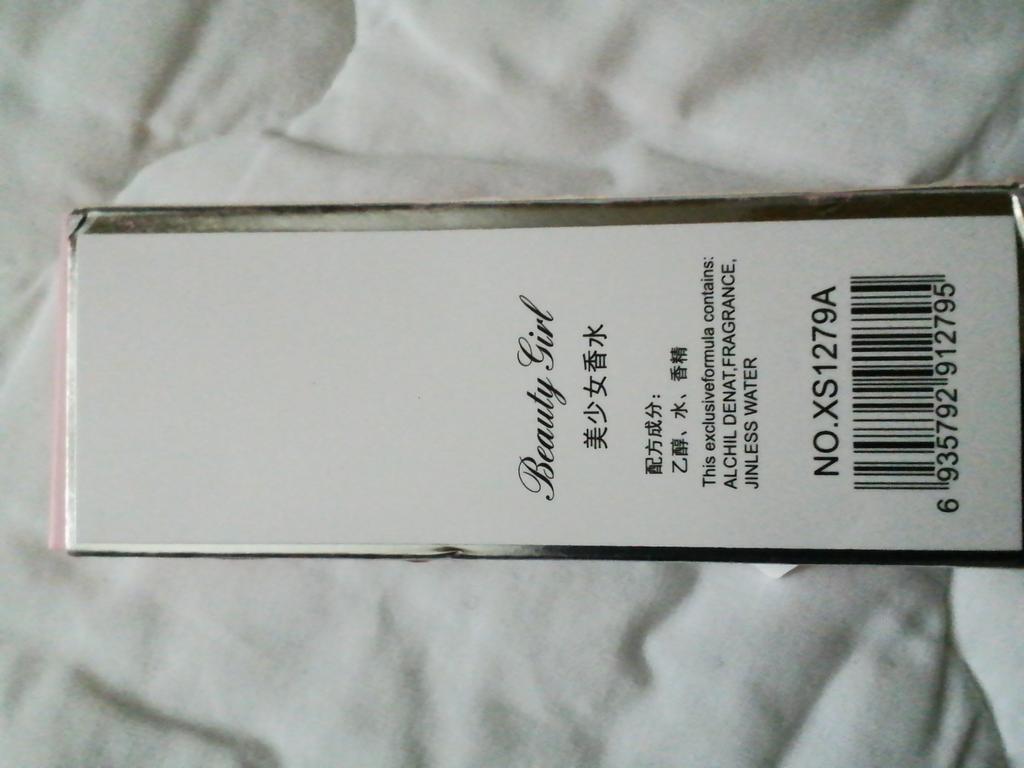 Beauty Girl
美少女香水
配方成分：
乙醇、水、香精
This exclusiveformula contains:
ALCHIL DENAT,FRAGRANCE,
JINLESS WATER
NO.XS1279A
6 935792 912795